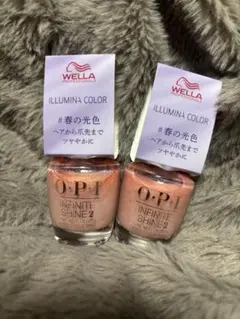 WELLA
ILLUMINA COLOR
#春の光色
ヘアから爪先まで
ツヤやかに
WELLA
ILLUMINA COLOR
#春の光色
ヘアから爪先まで
ツヤやかに
O·P·I
INFINITE
SHINE 2
O·P·I
INFINITE
SHINE 2